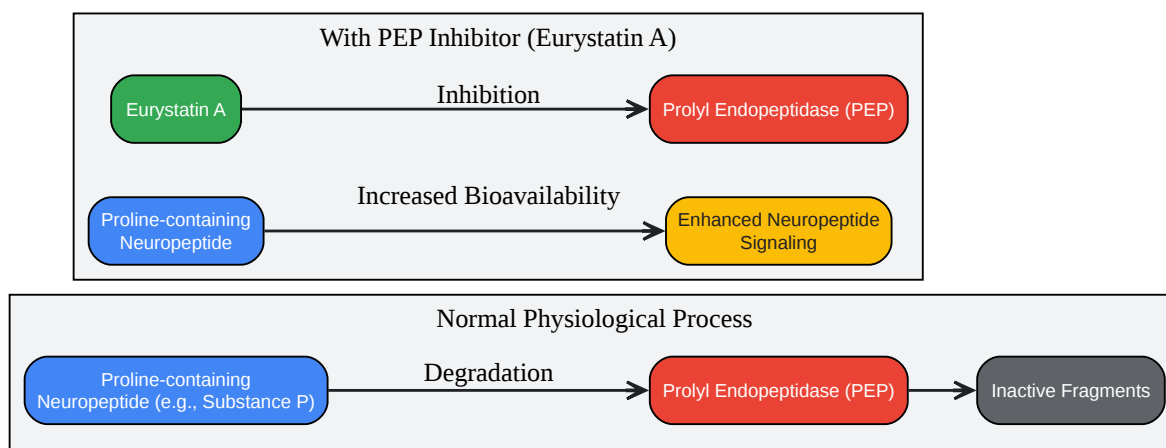 With PEP Inhibitor (Eurystatin A)
Eurystatin A
Inhibition
Prolyl Endopeptidase (PEP)
Proline-containing
Neuropeptide
Increased Bioavailability
Enhanced Neuropeptide
Signaling
Normal Physiological Process
Proline-containing
Neuropeptide (e.g., Substance P)
Degradation
Prolyl Endopeptidase (PEP)
Inactive Fragments